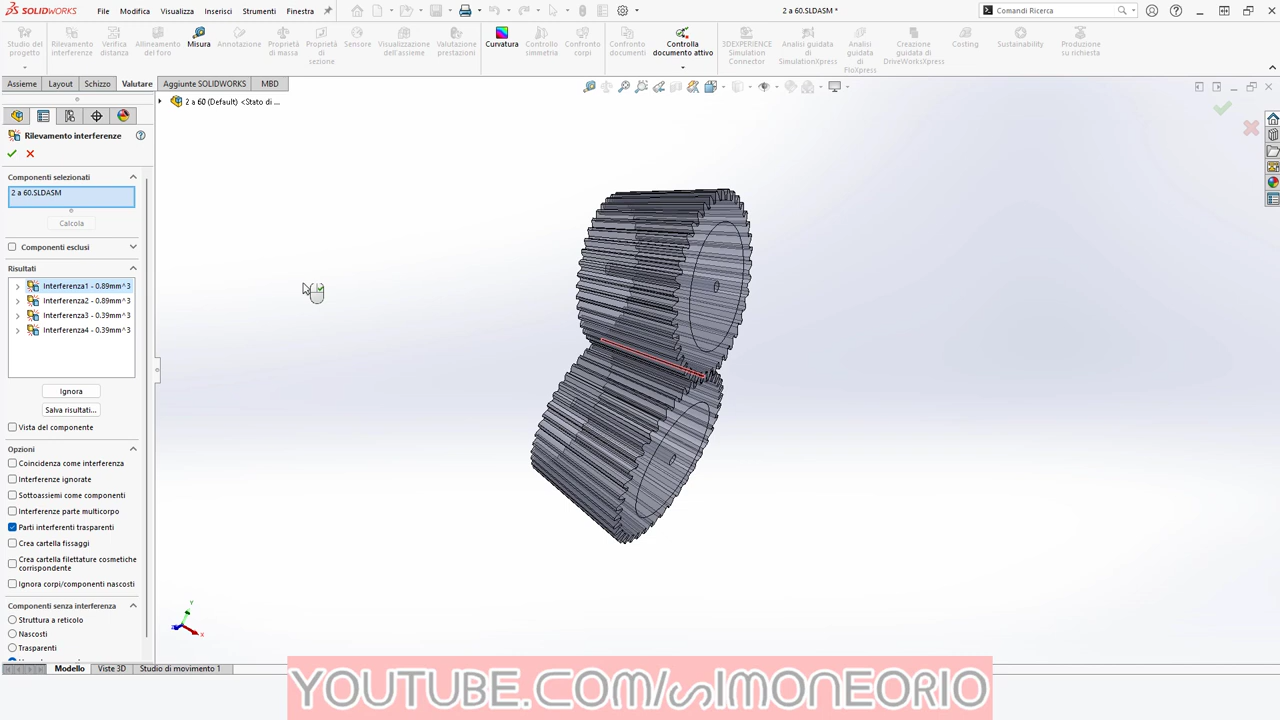 SOLIDWORKS
File
Modifica
Visualizza
Inserisci
Strumenti
Finestra
2 a 60.SLDASM *
Comandi Ricerca
Studio del progetto
Rilevamento interferenze
Verifica distanza
Allineamento del foro
Misura
Annotazione
Proprietà di massa
Proprietà di sezione
Sensore
Visualizzazione dell'assieme
Valutazione prestazioni
Curvatura
Controllo simmetria
Confronto corpi
Confronto documenti
Controlla documento attivo
3DEXPERIENCE Simulation Connector
Analisi guidata di SimulationXpress
Analisi guidata di FloXpress
Creazione guidata di DriveWorksXpress
Costing
Sustainability
Produzione su richiesta
Assieme
Layout
Schizzo
Valutare
Aggiunte SOLIDWORKS
MBD
2 a 60 (Default) <Stato di ...
Rilevamento interferenze
Componenti selezionati
2 a 60.SLDASM
Calcola
Componenti esclusi
Risultati
Interferenza1 - 0.89mm^3
Interferenza2 - 0.89mm^3
Interferenza3 - 0.39mm^3
Interferenza4 - 0.39mm^3
Ignora
Salva risultati...
Vista del componente
Opzioni
Coincidenza come interferenza
Interferenze ignorate
Sottoassiemi come componenti
Interferenze parte multicorpo
Parti interferenti trasparenti
Crea cartella fissaggi
Crea cartella filettature cosmetiche
corrispondente
Ignora corpi/componenti nascosti
Componenti senza interferenza
Struttura a reticolo
Nascosti
Trasparenti
Y
Z
X
Modello
Viste 3D
Studio di movimento 1
YOUTUBE.COM/SIMONEORIO